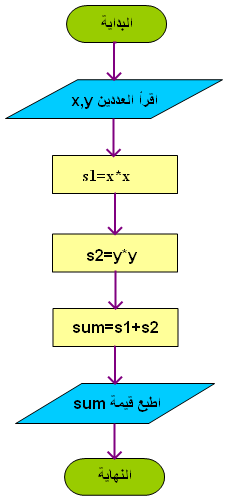 البداية
اقرأ العددين x,y
s1=x*x
s2=y*y
sum=s1+s2
اطبع قيمة sum
النهاية